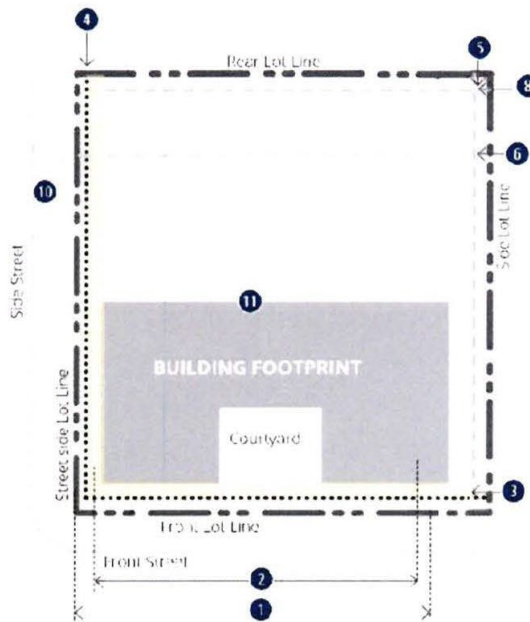 4
Rear Lot Line
5
8
6
10
Side Street
Side Lot Line
11
BUILDING FOOTPRINT
Courtyard
Street side Lot Line
3
Front Lot Line
Front Street
2
1